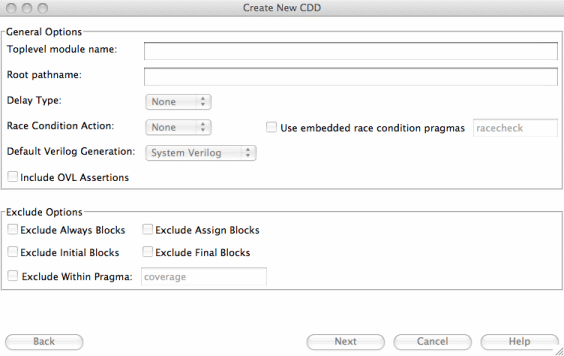 Create New CDD
General Options
Toplevel module name:
Root pathname:
Delay Type: None
Race Condition Action: None Use embedded race condition pragmas racecheck
Default Verilog Generation: System Verilog
Include OVL Assertions
Exclude Options
Exclude Always Blocks Exclude Assign Blocks
Exclude Initial Blocks Exclude Final Blocks
Exclude Within Pragma: coverage
Back Next Cancel Help